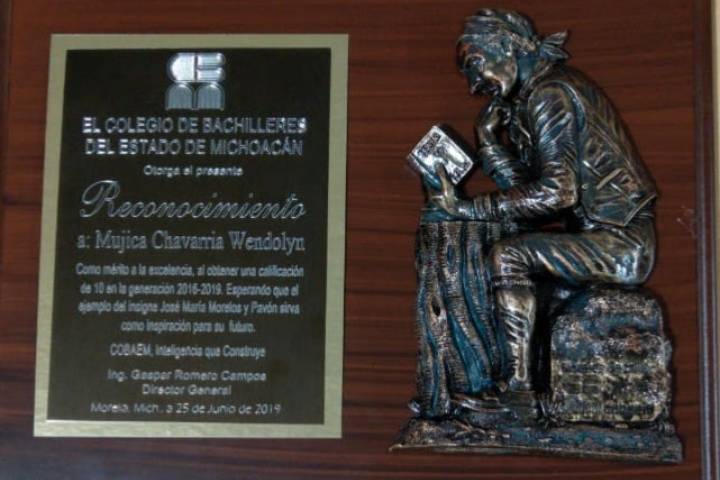 EL COLEGIO DE BACHILLERES
DEL ESTADO DE MICHOACÁN
Otorga el presente
Reconocimiento
a: Mujica Chavarria Wendolyn
Como mérito a la excelencia, al obtener una calificación
de 10 en la generación 2016-2019. Esperando que el
ejemplo del insigne José María Morelos y Pavón sirva
como inspiración para su futuro.
COBAEM, Inteligencia que Construye
Ing. Gaspar Romero Campos
Director General
Morelia, Mich., a 25 de Junio de 2019